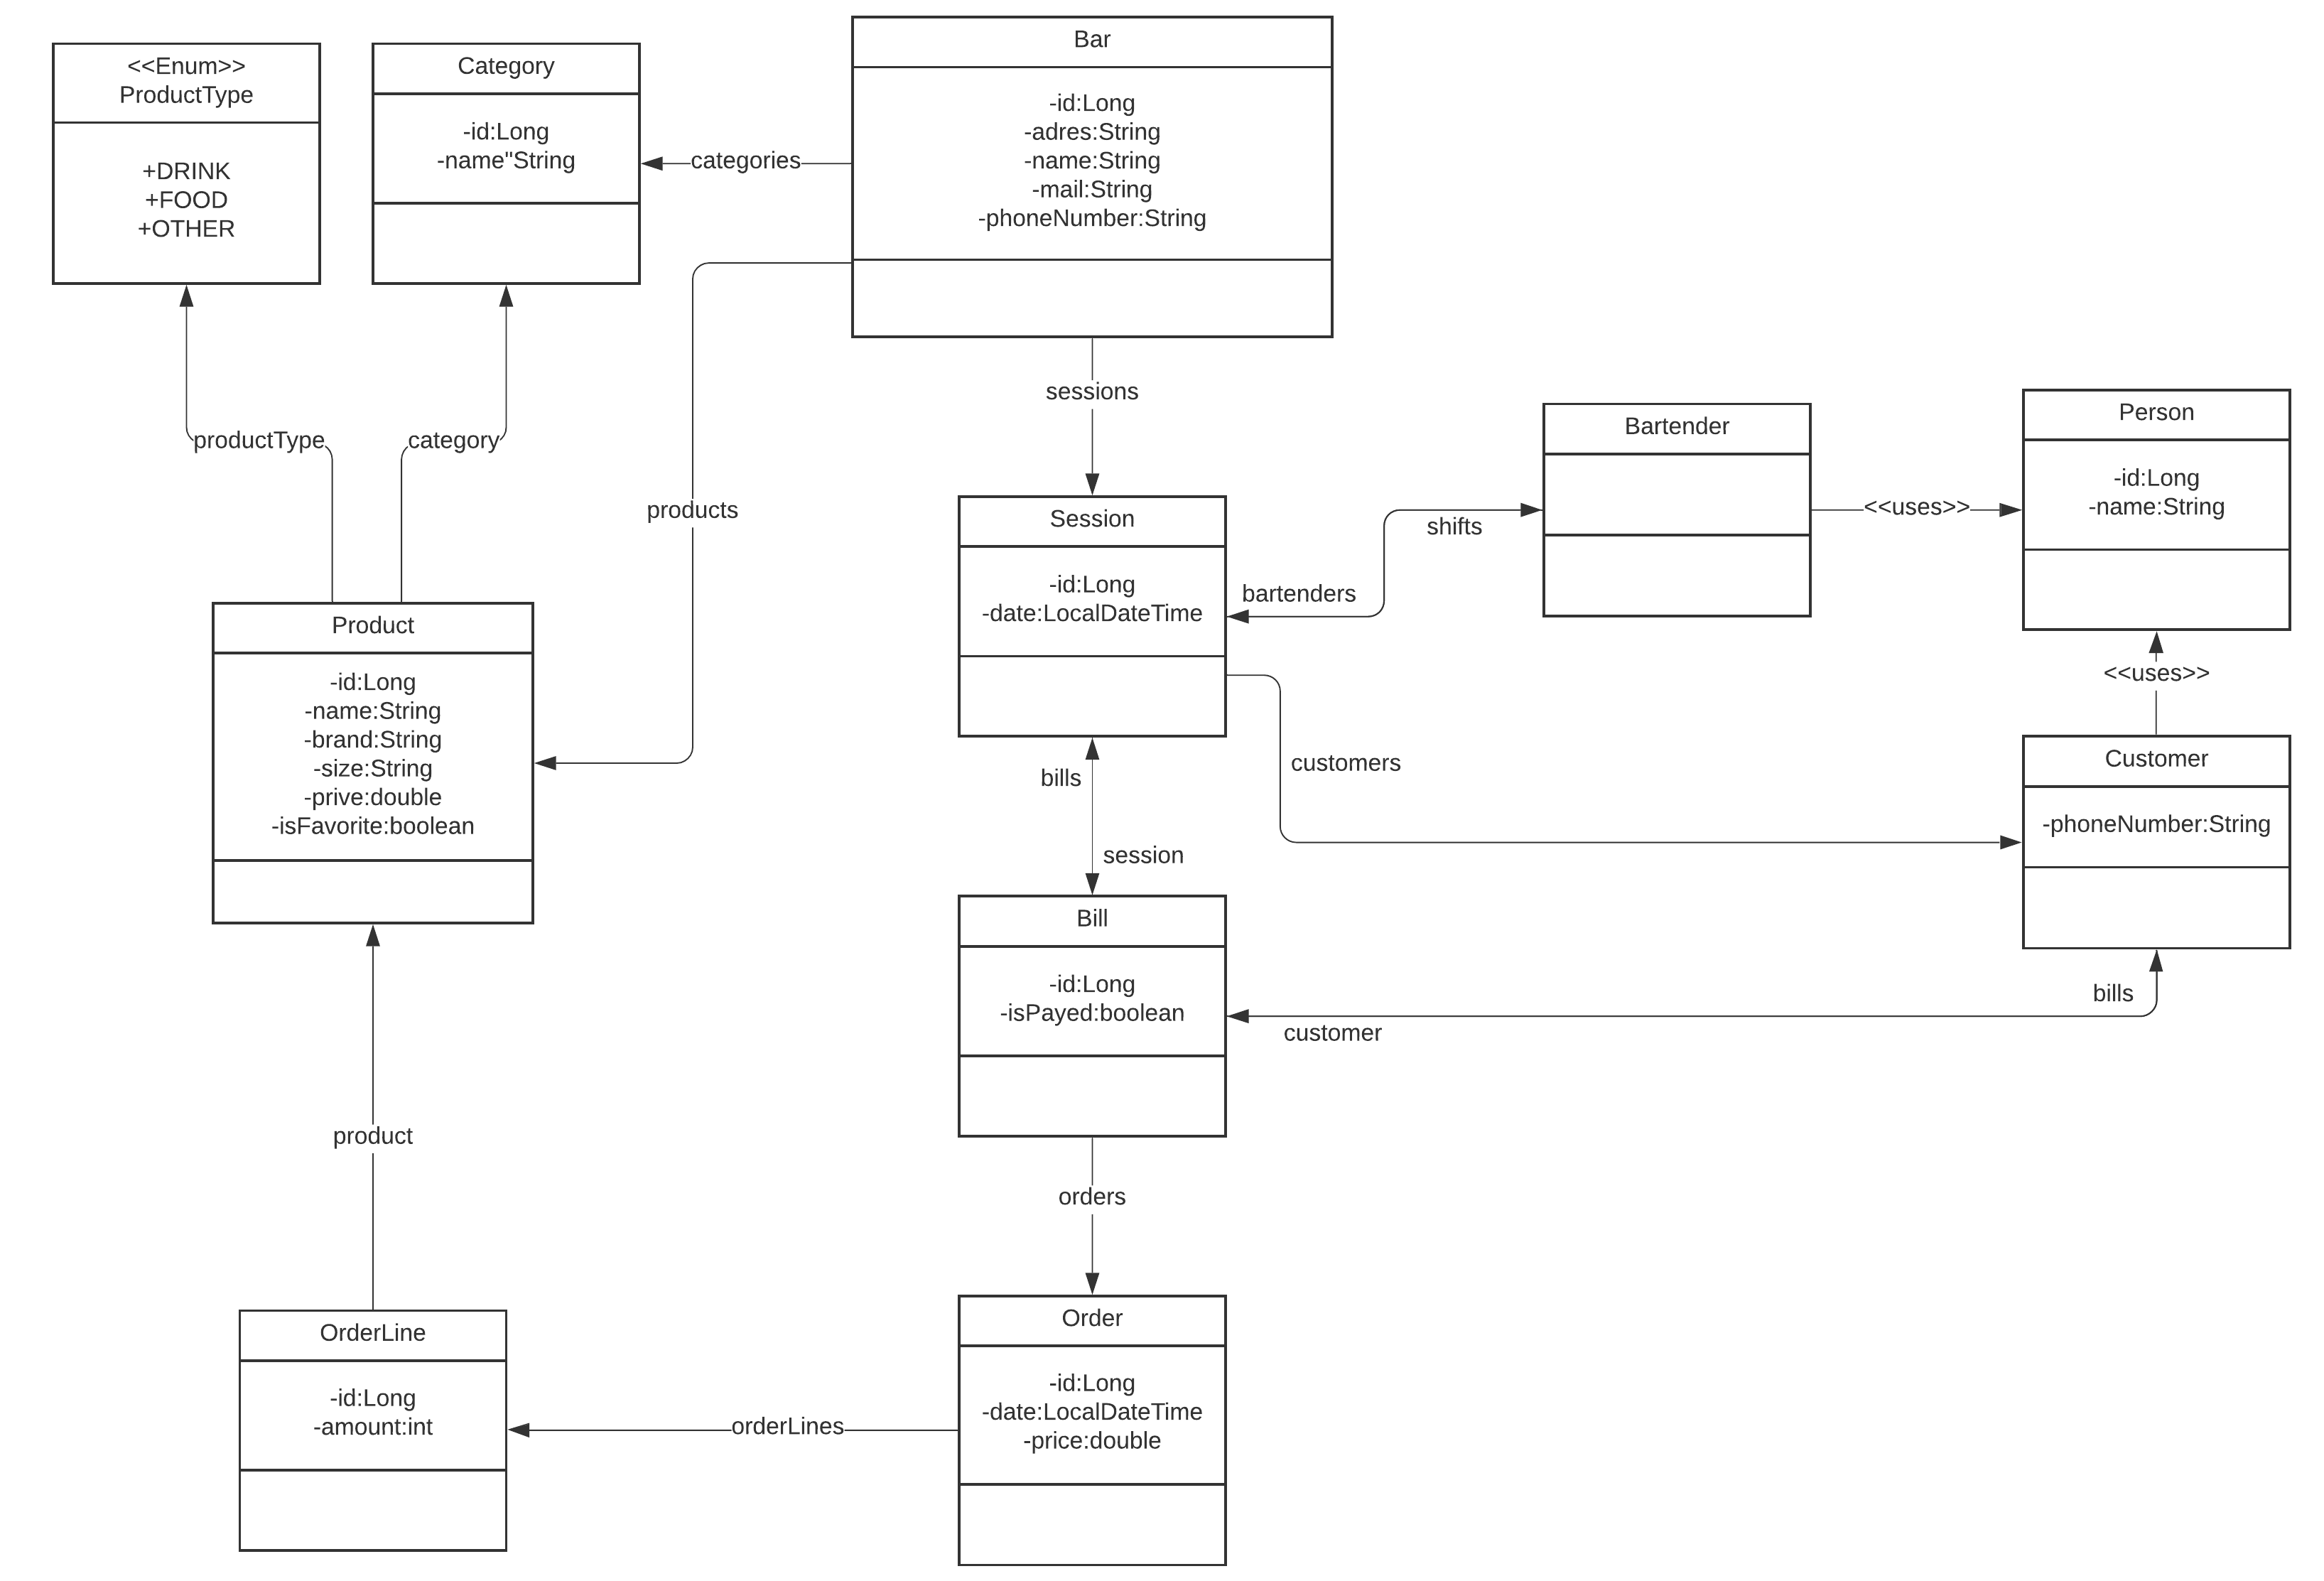 <<Enum>>
ProductType
+DRINK
+FOOD
+OTHER
Category
-id:Long
-name"String
categories
Bar
-id:Long
-adres:String
-name:String
-mail:String
-phoneNumber:String
sessions
productType
category
products
Session
-id:Long
-date:LocalDateTime
shifts
bartenders
Bartender
<<uses>>
Person
-id:Long
-name:String
<<uses>>
Product
-id:Long
-name:String
-brand:String
-size:String
-prive:double
-isFavorite:boolean
bills
session
customers
Customer
-phoneNumber:String
Bill
-id:Long
-isPayed:boolean
bills
customer
product
orders
OrderLine
-id:Long
-amount:int
orderLines
Order
-id:Long
-date:LocalDateTime
-price:double